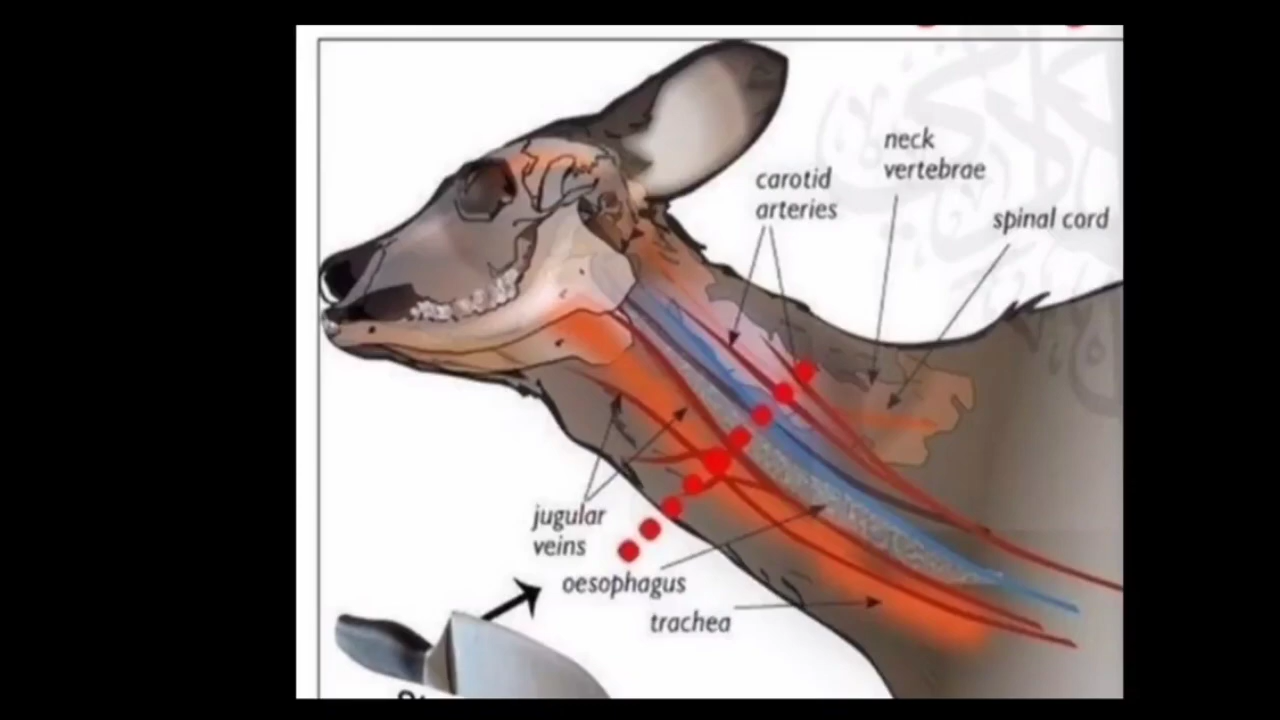 neck
vertebrae
carotid
arteries
spinal cord
jugular
veins
oesophagus
trachea